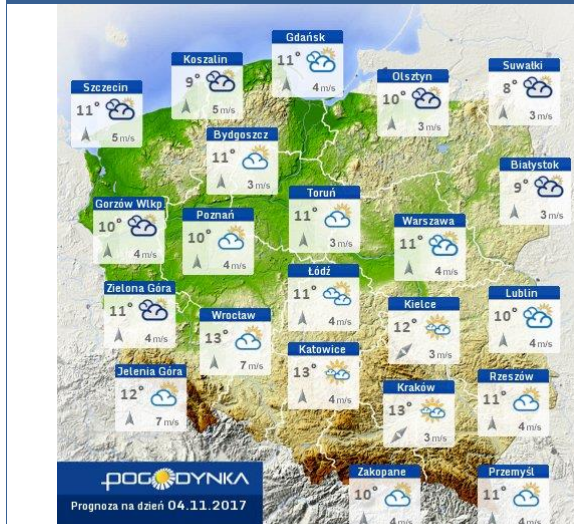 Gdańsk
11°
4 m/s
Koszalin
9°
5 m/s
Szczecin
11°
5 m/s
Olsztyn
10°
3 m/s
Suwałki
8°
3 m/s
Bydgoszcz
11°
3 m/s
Białystok
9°
3 m/s
Toruń
11°
3 m/s
Gorzów Wlkp
10°
4 m/s
Poznań
10°
4 m/s
Warszawa
11°
4 m/s
Łódź
11°
4 m/s
Zielona Góra
11°
4 m/s
Lublin
10°
4 m/s
Kielce
12°
3 m/s
Wrocław
13°
7 m/s
Katowice
13°
4 m/s
Jelenia Góra
12°
7 m/s
Rzeszów
11°
4 m/s
Kraków
13°
3 m/s
Zakopane
10°
4 m/s
Przemyśl
11°
4 m/s
POGODYNKA
Prognoza na dzień 04.11.2017